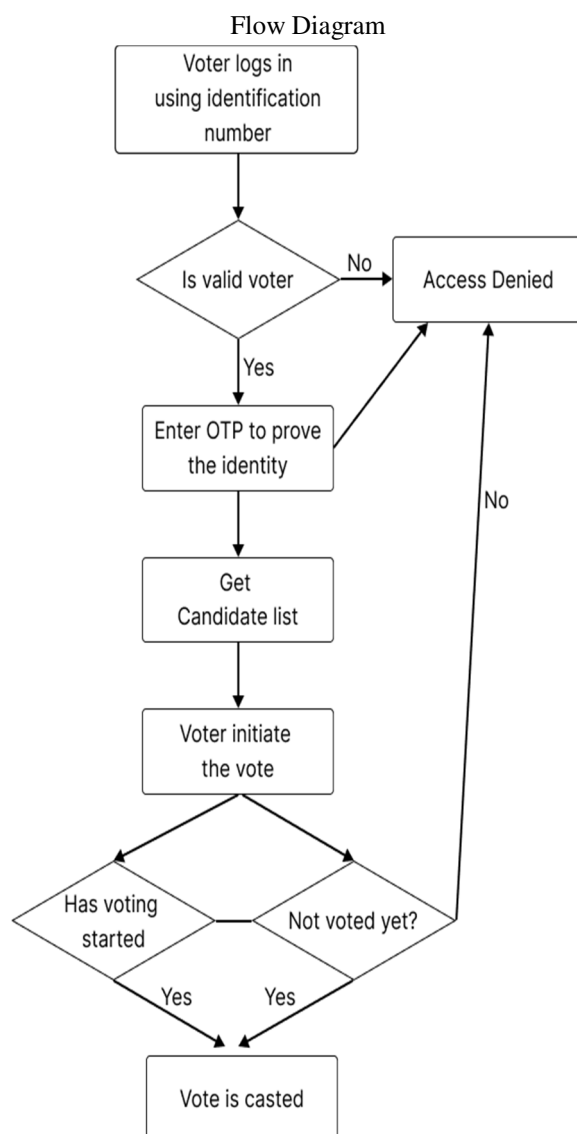 Flow Diagram
Voter logs in
using identification
number
Is valid voter
No
Access Denied
Yes
Enter OTP to prove
the identity
No
Get
Candidate list
Voter initiate
the vote
Has voting
started
Not voted yet?
Yes
Yes
Vote is casted